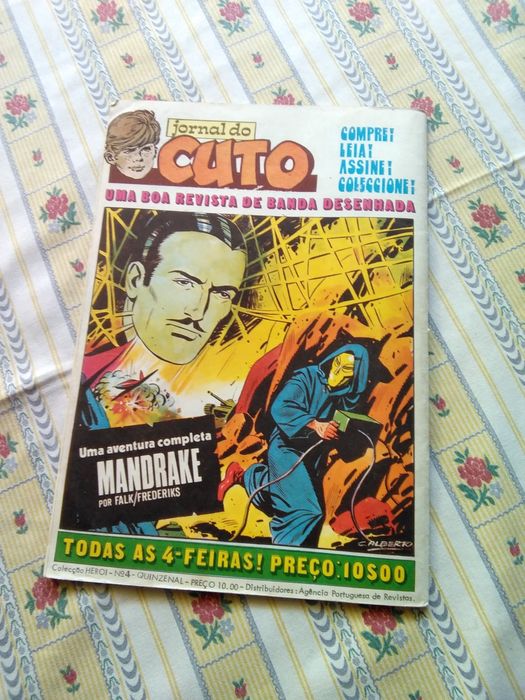 jornal do
CUTO
COMPRE!
LEIA!
ASSINE!
COLECCIONE!
UMA BOA REVISTA DE BANDA DESENHADA
Uma aventura completa
MANDRAKE
POR FALK/FREDERIKS
C. ALBERTO
TODAS AS 4-FEIRAS! PREÇO: 10$00
Colecção HEROI - Nº4 - QUINZENAL - PREÇO 10.00 - Distribuidores: Agência Portuguesa de Revistas.